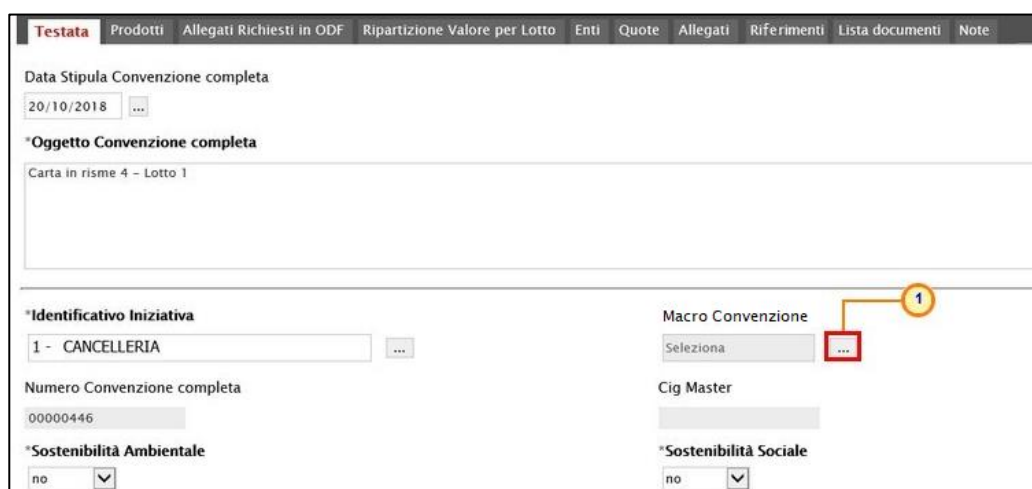 Testata Prodotti Allegati Richiesti in ODF Ripartizione Valore per Lotto Enti Quote Allegati Riferimenti Lista documenti Note
Data Stipula Convenzione completa
20/10/2018 ...
*Oggetto Convenzione completa
Carta in risme 4 – Lotto 1
1
*Identificativo Iniziativa Macro Convenzione
1 - CANCELLERIA ... Seleziona ...
Numero Convenzione completa Cig Master
00000446
*Sostenibilità Ambientale *Sostenibilità Sociale
no no